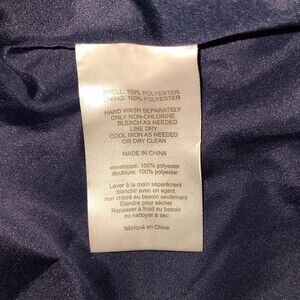 SHELL: 100% POLYESTER
LINING: 100% POLYESTER
HAND WASH SEPARATELY
ONLY NON-CHLORINE
BLEACH AS NEEDED
LINE DRY
COOL IRON AS NEEDED
OR DRY CLEAN
MADE IN CHINA
enveloppe: 100% polyester
doublure: 100% polyester
Lever à la main séparément
blanchir avec un agent
non chloré au besoin seulement
Étendre pour sécher
Repasser à froid au besoin
ou nettoyer à sec
fabriqué en Chine